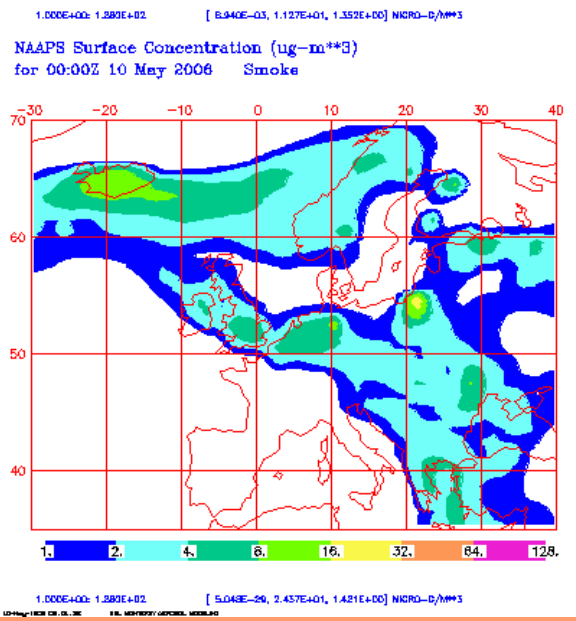 1.000E+00: 1.280E+02 [ 6.940E-03, 1.127E+01, 1.352E+00] MICRO-G/M**3
NAAPS Surface Concentration (ug-m**3)
for 00:00Z 10 May 2006 Smoke
-30 -20 -10 0 10 20 30 40
70
60
50
40
1. 2. 4. 8. 16. 32. 64. 128.
1.000E+00: 1.280E+02 [ 5.048E-29, 2.437E+01, 1.421E+00] MICRO-G/M**3